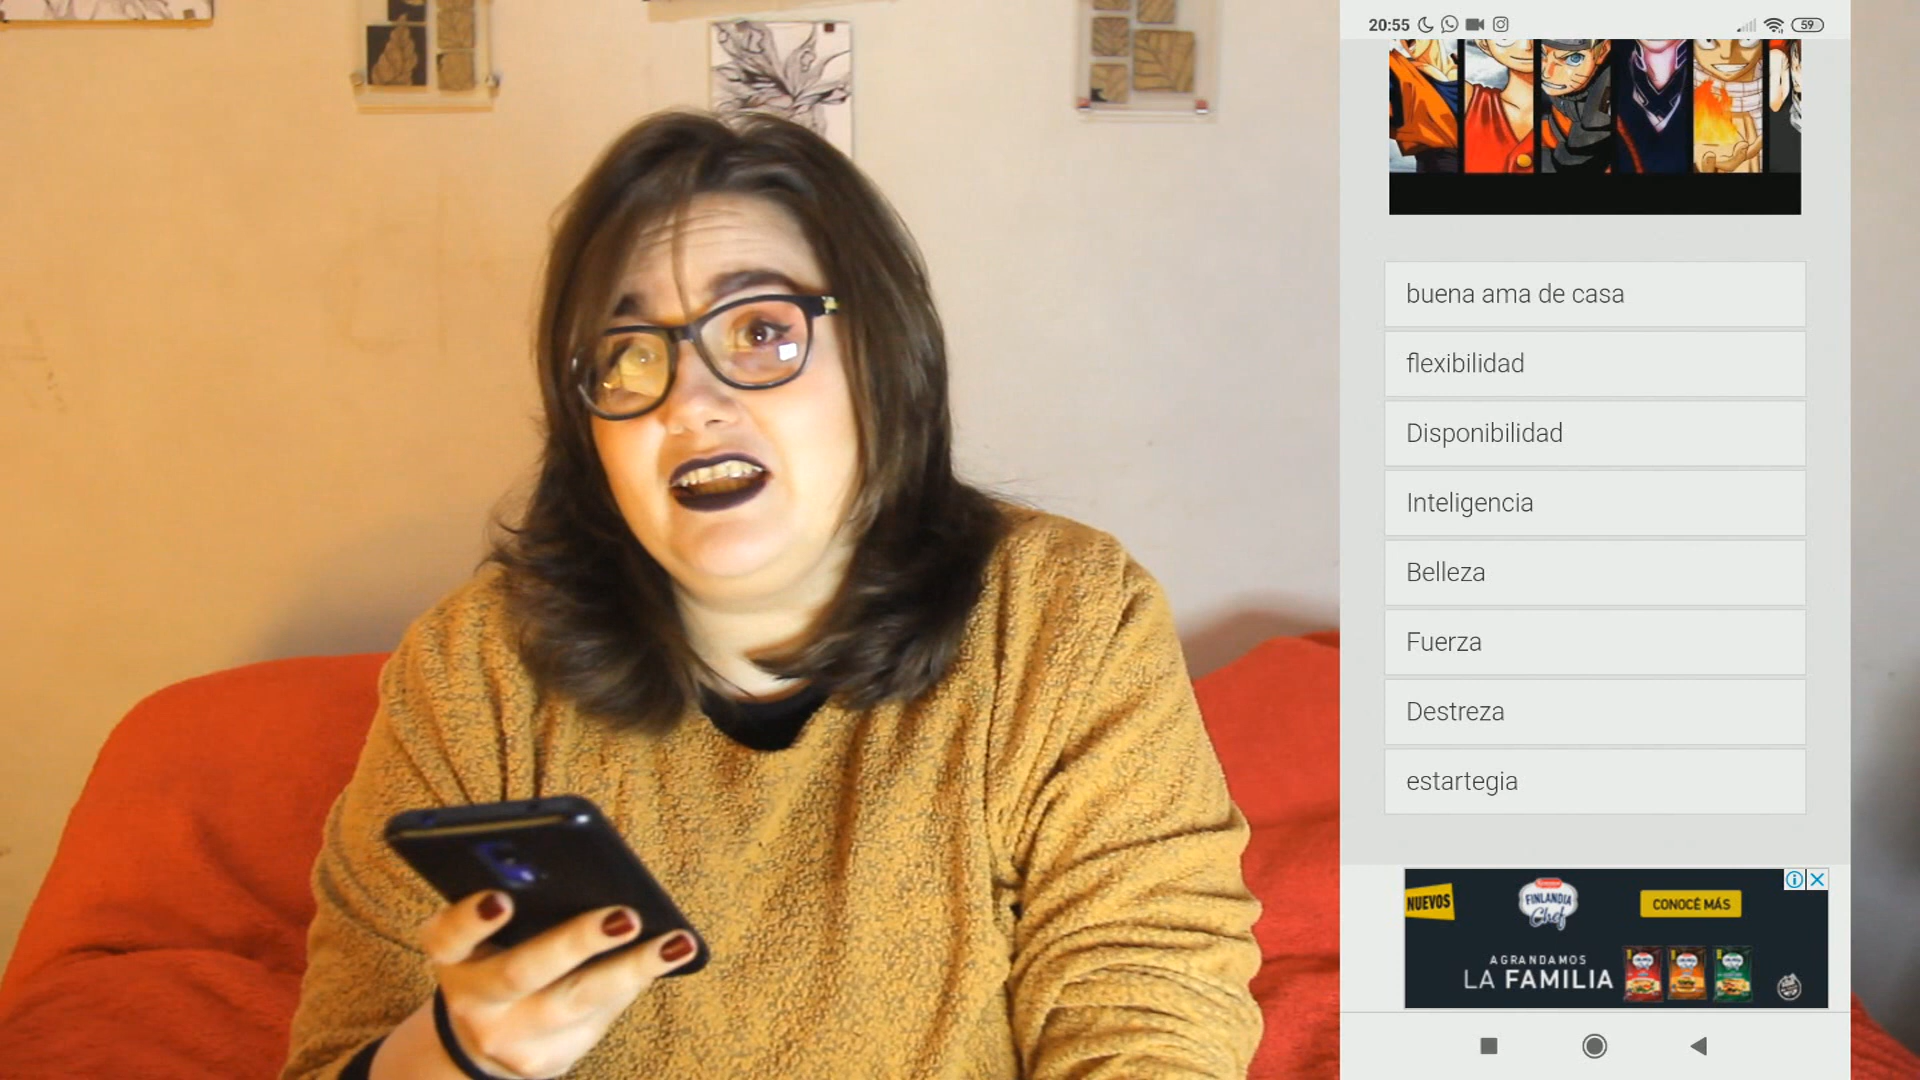 20:55
59
buena ama de casa
flexibilidad
Disponibilidad
Inteligencia
Belleza
Fuerza
Destreza
estartegia
NUEVOS
FINLANDIA
Chef
CONOCÉ MÁS
AGRANDAMOS
LA FAMILIA